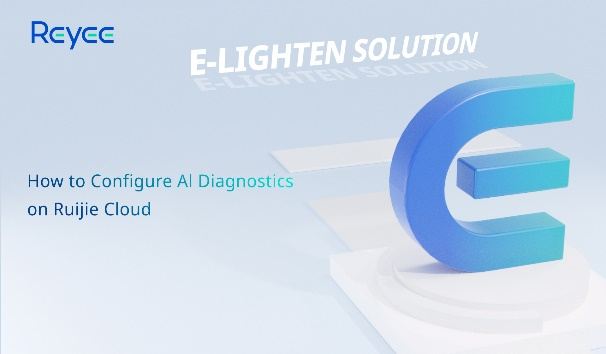 Reyee
E-LIGHTEN SOLUTION
How to Configure AI Diagnostics
on Ruijie Cloud